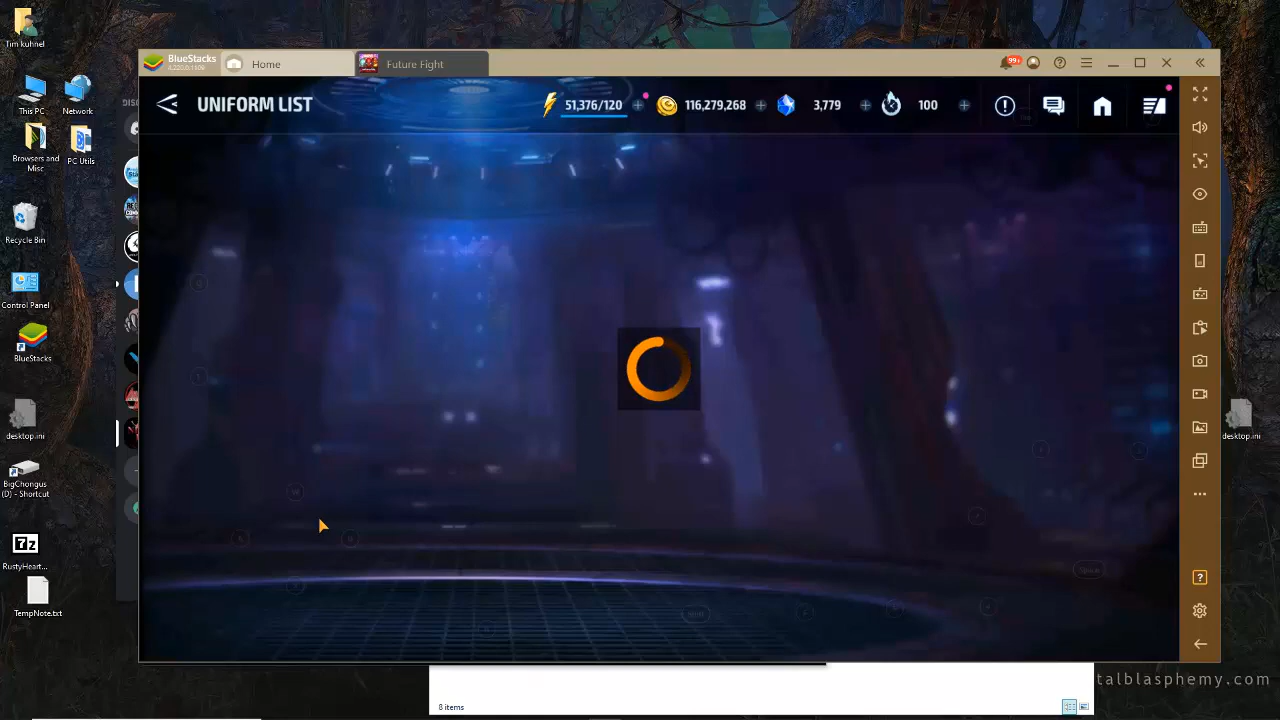 Tim kuhnel
This PC
Network
Browsers and
Misc
PC Utils
Recycle Bin
Control Panel
BlueStacks
desktop.ini
BigChongus
(D) - Shortcut
RustyHeart...
TempNote.txt
BlueStacks
Home
Future Fight
99+
UNIFORM LIST
51,376/120
116,279,268
3,779
100
W
Space
desktop.ini
8 items
talblasphemy.com